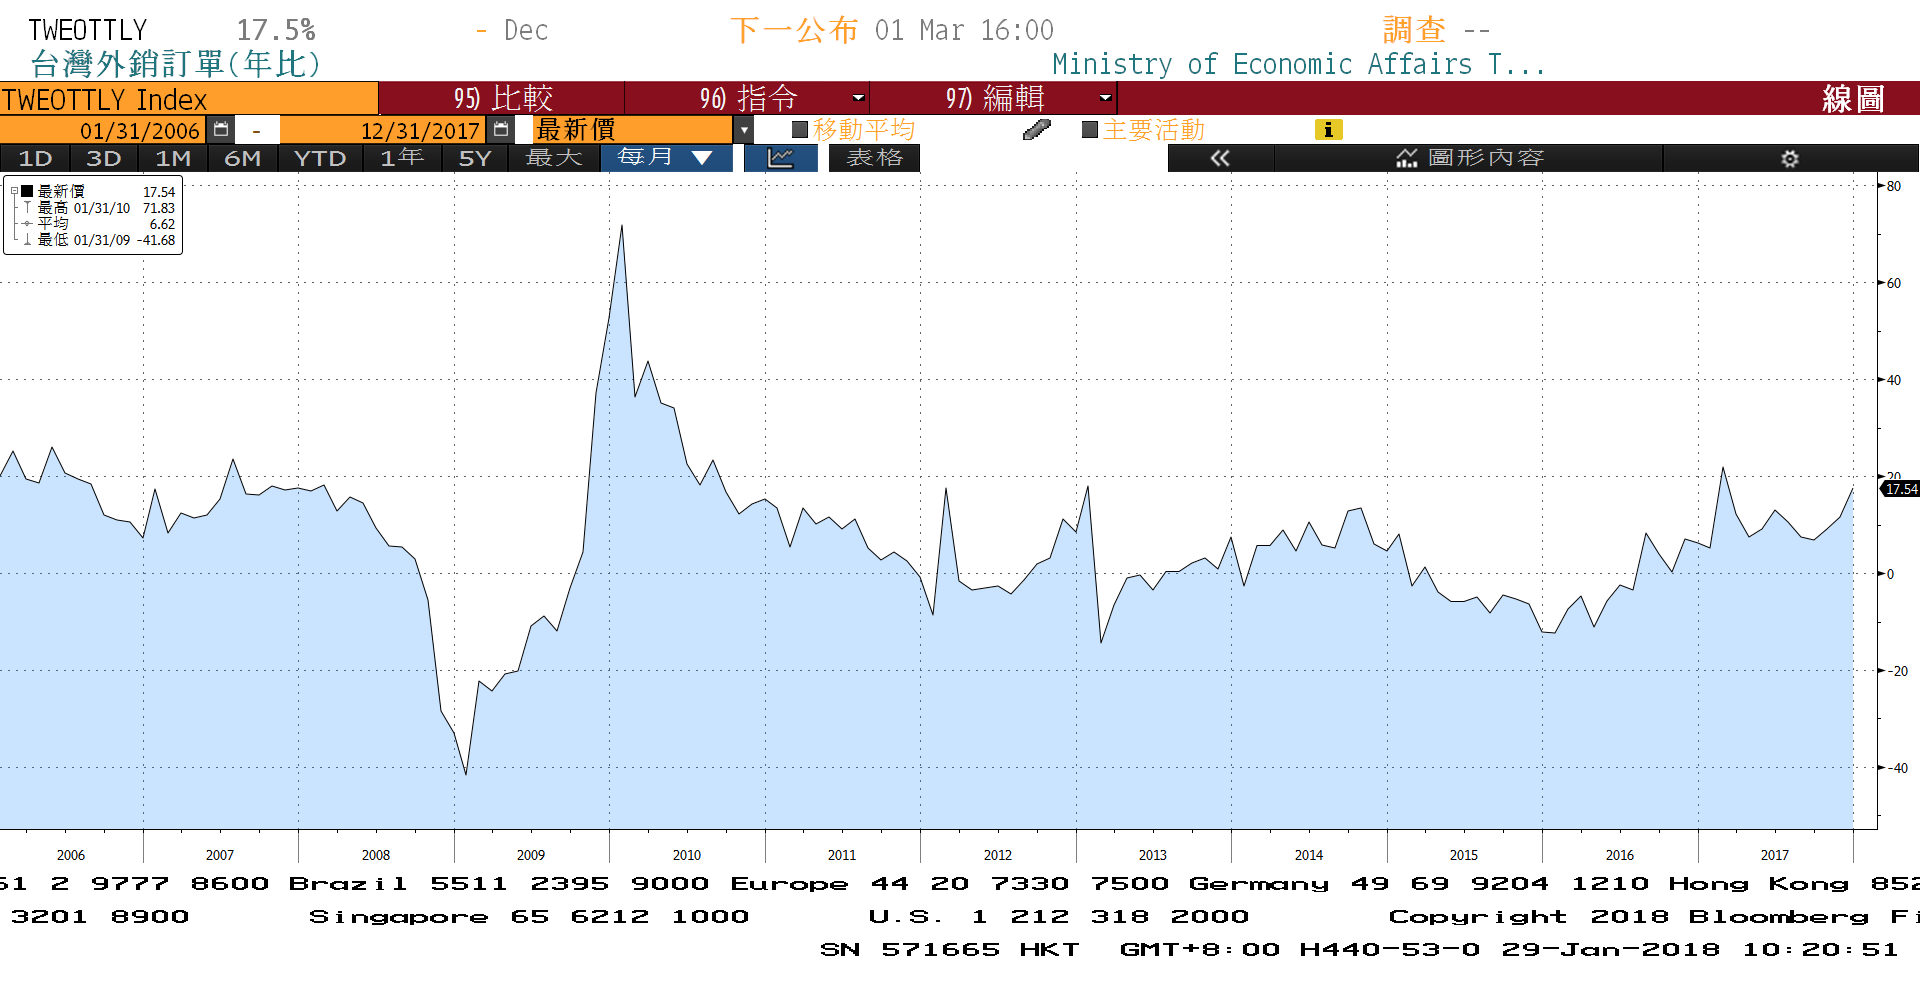 TWEOTTLY 17.5% - Dec 下一公布 01 Mar 16:00 調查 --
台灣外銷訂單(年比) Ministry of Economic Affairs T...
TWEOTTLY Index 95) 比較 96) 指令 97) 編輯 線圖
01/31/2006 - 12/31/2017 最新價 移動平均 主要活動
1D 3D 1M 6M YTD 1年 5Y 最大 每月 ▼ 表格 « 圖形內容
最新價 17.54
最高 01/31/10 71.83
平均 6.62
最低 01/31/09 -41.68
80
60
40
20
17.54
0
-20
-40
2006 2007 2008 2009 2010 2011 2012 2013 2014 2015 2016 2017
61 2 9777 8600 Brazil 5511 2395 9000 Europe 44 20 7330 7500 Germany 49 69 9204 1210 Hong Kong 852
3201 8900 Singapore 65 6212 1000 U.S. 1 212 318 2000 Copyright 2018 Bloomberg Fi
SN 571665 HKT GMT+8:00 H440-53-0 29-Jan-2018 10:20:51